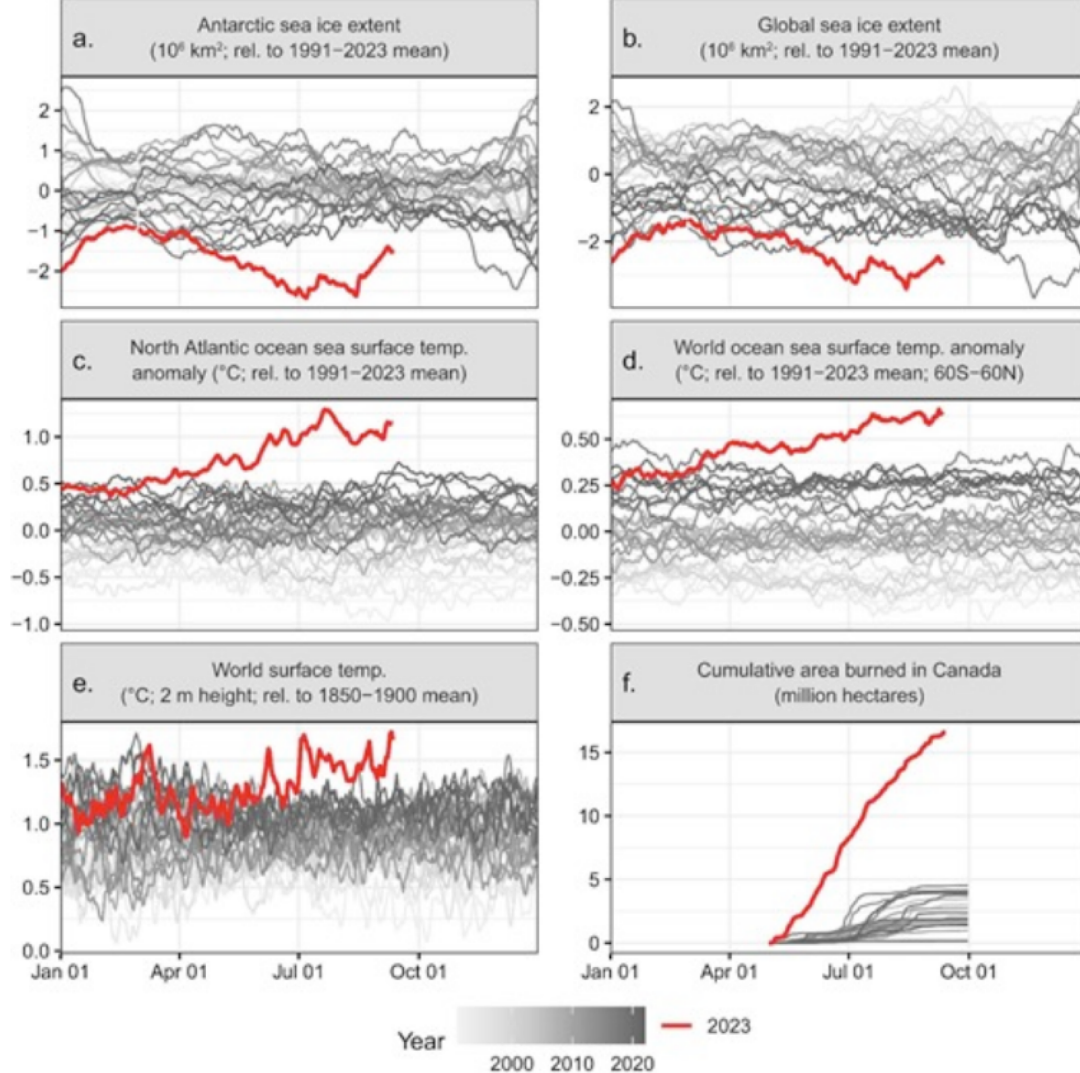 a.
Antarctic sea ice extent
(10⁶ km²; rel. to 1991−2023 mean)
b.
Global sea ice extent
(10⁶ km²; rel. to 1991−2023 mean)
2
1
0
−1
−2
2
0
−2
c.
North Atlantic ocean sea surface temp.
anomaly (°C; rel. to 1991−2023 mean)
d.
World ocean sea surface temp. anomaly
(°C; rel. to 1991−2023 mean; 60S−60N)
1.0
0.5
0.0
−0.5
−1.0
0.50
0.25
0.00
−0.25
−0.50
e.
World surface temp.
(°C; 2 m height; rel. to 1850−1900 mean)
f.
Cumulative area burned in Canada
(million hectares)
1.5
1.0
0.5
0.0
15
10
5
0
Jan 01 Apr 01 Jul 01 Oct 01
Jan 01 Apr 01 Jul 01 Oct 01
Year
2000 2010 2020
2023